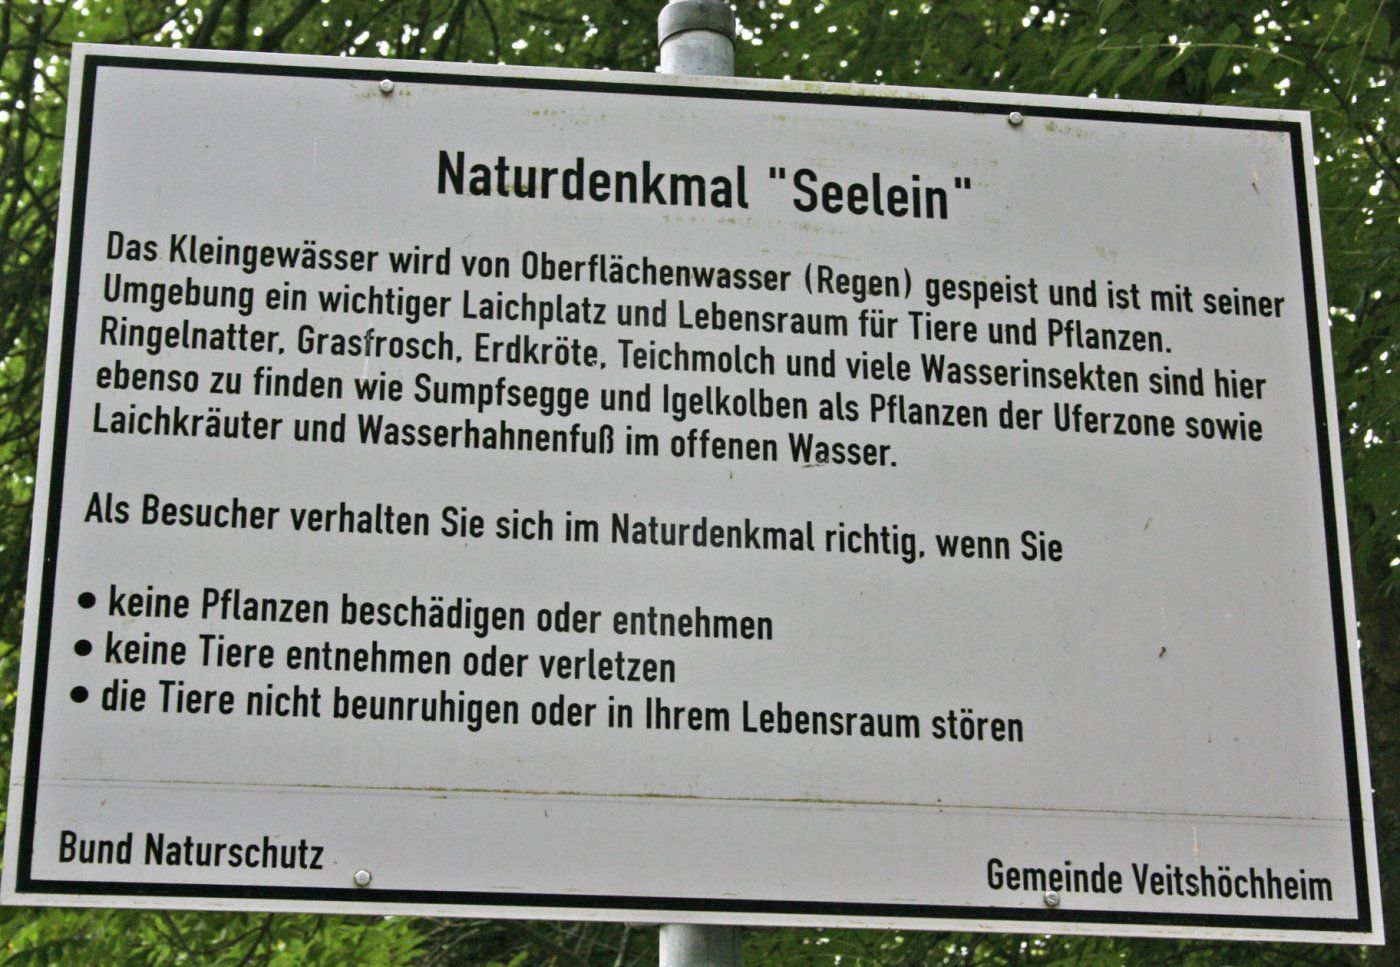 Naturdenkmal "Seelein"
Das Kleingewässer wird von Oberflächenwasser (Regen) gespeist und ist mit seiner
Umgebung ein wichtiger Laichplatz und Lebensraum für Tiere und Pflanzen.
Ringelnatter, Grasfrosch, Erdkröte, Teichmolch und viele Wasserinsekten sind hier
ebenso zu finden wie Sumpfsegge und Igelkolben als Pflanzen der Uferzone sowie
Laichkräuter und Wasserhahnenfuß im offenen Wasser.
Als Besucher verhalten Sie sich im Naturdenkmal richtig, wenn Sie
• keine Pflanzen beschädigen oder entnehmen
• keine Tiere entnehmen oder verletzen
• die Tiere nicht beunruhigen oder in Ihrem Lebensraum stören
Bund Naturschutz
Gemeinde Veitshöchheim